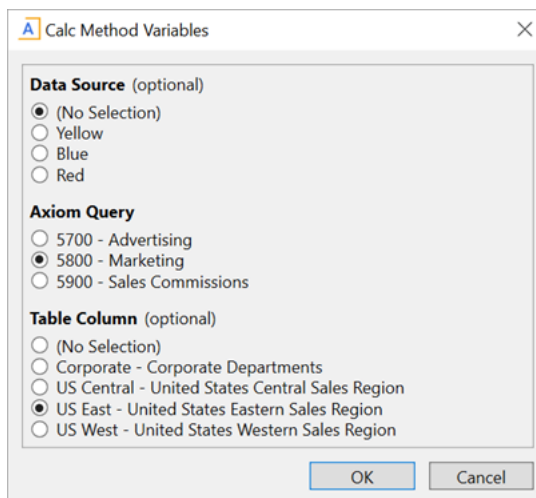 A Calc Method Variables
Data Source (optional)
(No Selection)
Yellow
Blue
Red
Axiom Query
5700 - Advertising
5800 - Marketing
5900 - Sales Commissions
Table Column (optional)
(No Selection)
Corporate - Corporate Departments
US Central - United States Central Sales Region
US East - United States Eastern Sales Region
US West - United States Western Sales Region
OK Cancel